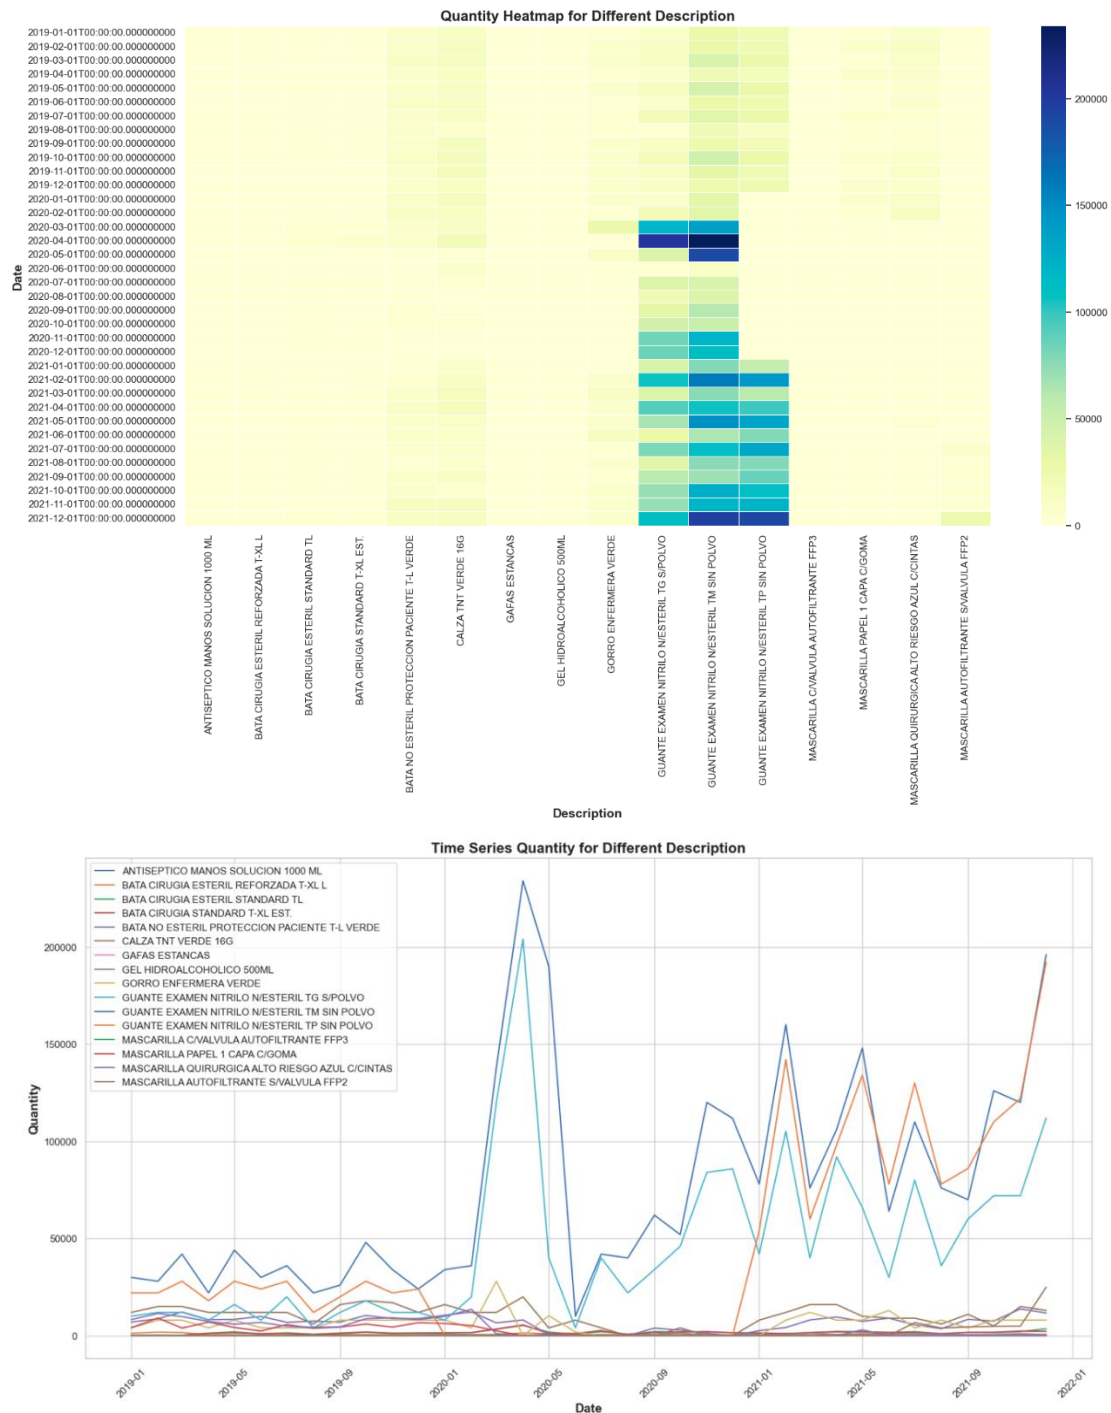 Quantity Heatmap for Different Description
2019-01-01T00:00:00.000000000
2019-02-01T00:00:00.000000000
2019-03-01T00:00:00.000000000
2019-04-01T00:00:00.000000000
2019-05-01T00:00:00.000000000
2019-06-01T00:00:00.000000000
2019-07-01T00:00:00.000000000
2019-08-01T00:00:00.000000000
2019-09-01T00:00:00.000000000
2019-10-01T00:00:00.000000000
2019-11-01T00:00:00.000000000
2019-12-01T00:00:00.000000000
2020-01-01T00:00:00.000000000
2020-02-01T00:00:00.000000000
2020-03-01T00:00:00.000000000
2020-04-01T00:00:00.000000000
2020-05-01T00:00:00.000000000
2020-06-01T00:00:00.000000000
2020-07-01T00:00:00.000000000
2020-08-01T00:00:00.000000000
2020-09-01T00:00:00.000000000
2020-10-01T00:00:00.000000000
2020-11-01T00:00:00.000000000
2020-12-01T00:00:00.000000000
2021-01-01T00:00:00.000000000
2021-02-01T00:00:00.000000000
2021-03-01T00:00:00.000000000
2021-04-01T00:00:00.000000000
2021-05-01T00:00:00.000000000
2021-06-01T00:00:00.000000000
2021-07-01T00:00:00.000000000
2021-08-01T00:00:00.000000000
2021-09-01T00:00:00.000000000
2021-10-01T00:00:00.000000000
2021-11-01T00:00:00.000000000
2021-12-01T00:00:00.000000000
Date
200000
150000
100000
50000
0
ANTISEPTICO MANOS SOLUCION 1000 ML
BATA CIRUGIA ESTERIL REFORZADA T-XL L
BATA CIRUGIA ESTERIL STANDARD TL
BATA CIRUGIA STANDARD T-XL EST.
BATA NO ESTERIL PROTECCION PACIENTE T-L VERDE
CALZA TNT VERDE 16G
GAFAS ESTANCAS
GEL HIDROALCOHOLICO 500ML
GORRO ENFERMERA VERDE
GUANTE EXAMEN NITRILO N/ESTERIL TG S/POLVO
GUANTE EXAMEN NITRILO N/ESTERIL TM SIN POLVO
GUANTE EXAMEN NITRILO N/ESTERIL TP SIN POLVO
MASCARILLA C/VALVULA AUTOFILTRANTE FFP3
MASCARILLA PAPEL 1 CAPA C/GOMA
MASCARILLA QUIRURGICA ALTO RIESGO AZUL C/CINTAS
MASCARILLA AUTOFILTRANTE S/VALVULA FFP2
Description
Time Series Quantity for Different Description
ANTISEPTICO MANOS SOLUCION 1000 ML
BATA CIRUGIA ESTERIL REFORZADA T-XL L
BATA CIRUGIA ESTERIL STANDARD TL
BATA CIRUGIA STANDARD T-XL EST.
BATA NO ESTERIL PROTECCION PACIENTE T-L VERDE
CALZA TNT VERDE 16G
GAFAS ESTANCAS
GEL HIDROALCOHOLICO 500ML
GORRO ENFERMERA VERDE
GUANTE EXAMEN NITRILO N/ESTERIL TG S/POLVO
GUANTE EXAMEN NITRILO N/ESTERIL TM SIN POLVO
GUANTE EXAMEN NITRILO N/ESTERIL TP SIN POLVO
MASCARILLA C/VALVULA AUTOFILTRANTE FFP3
MASCARILLA PAPEL 1 CAPA C/GOMA
MASCARILLA QUIRURGICA ALTO RIESGO AZUL C/CINTAS
MASCARILLA AUTOFILTRANTE S/VALVULA FFP2
200000
150000
100000
50000
0
Quantity
2019-01
2019-05
2019-09
2020-01
2020-05
2020-09
2021-01
2021-05
2021-09
2022-01
Date